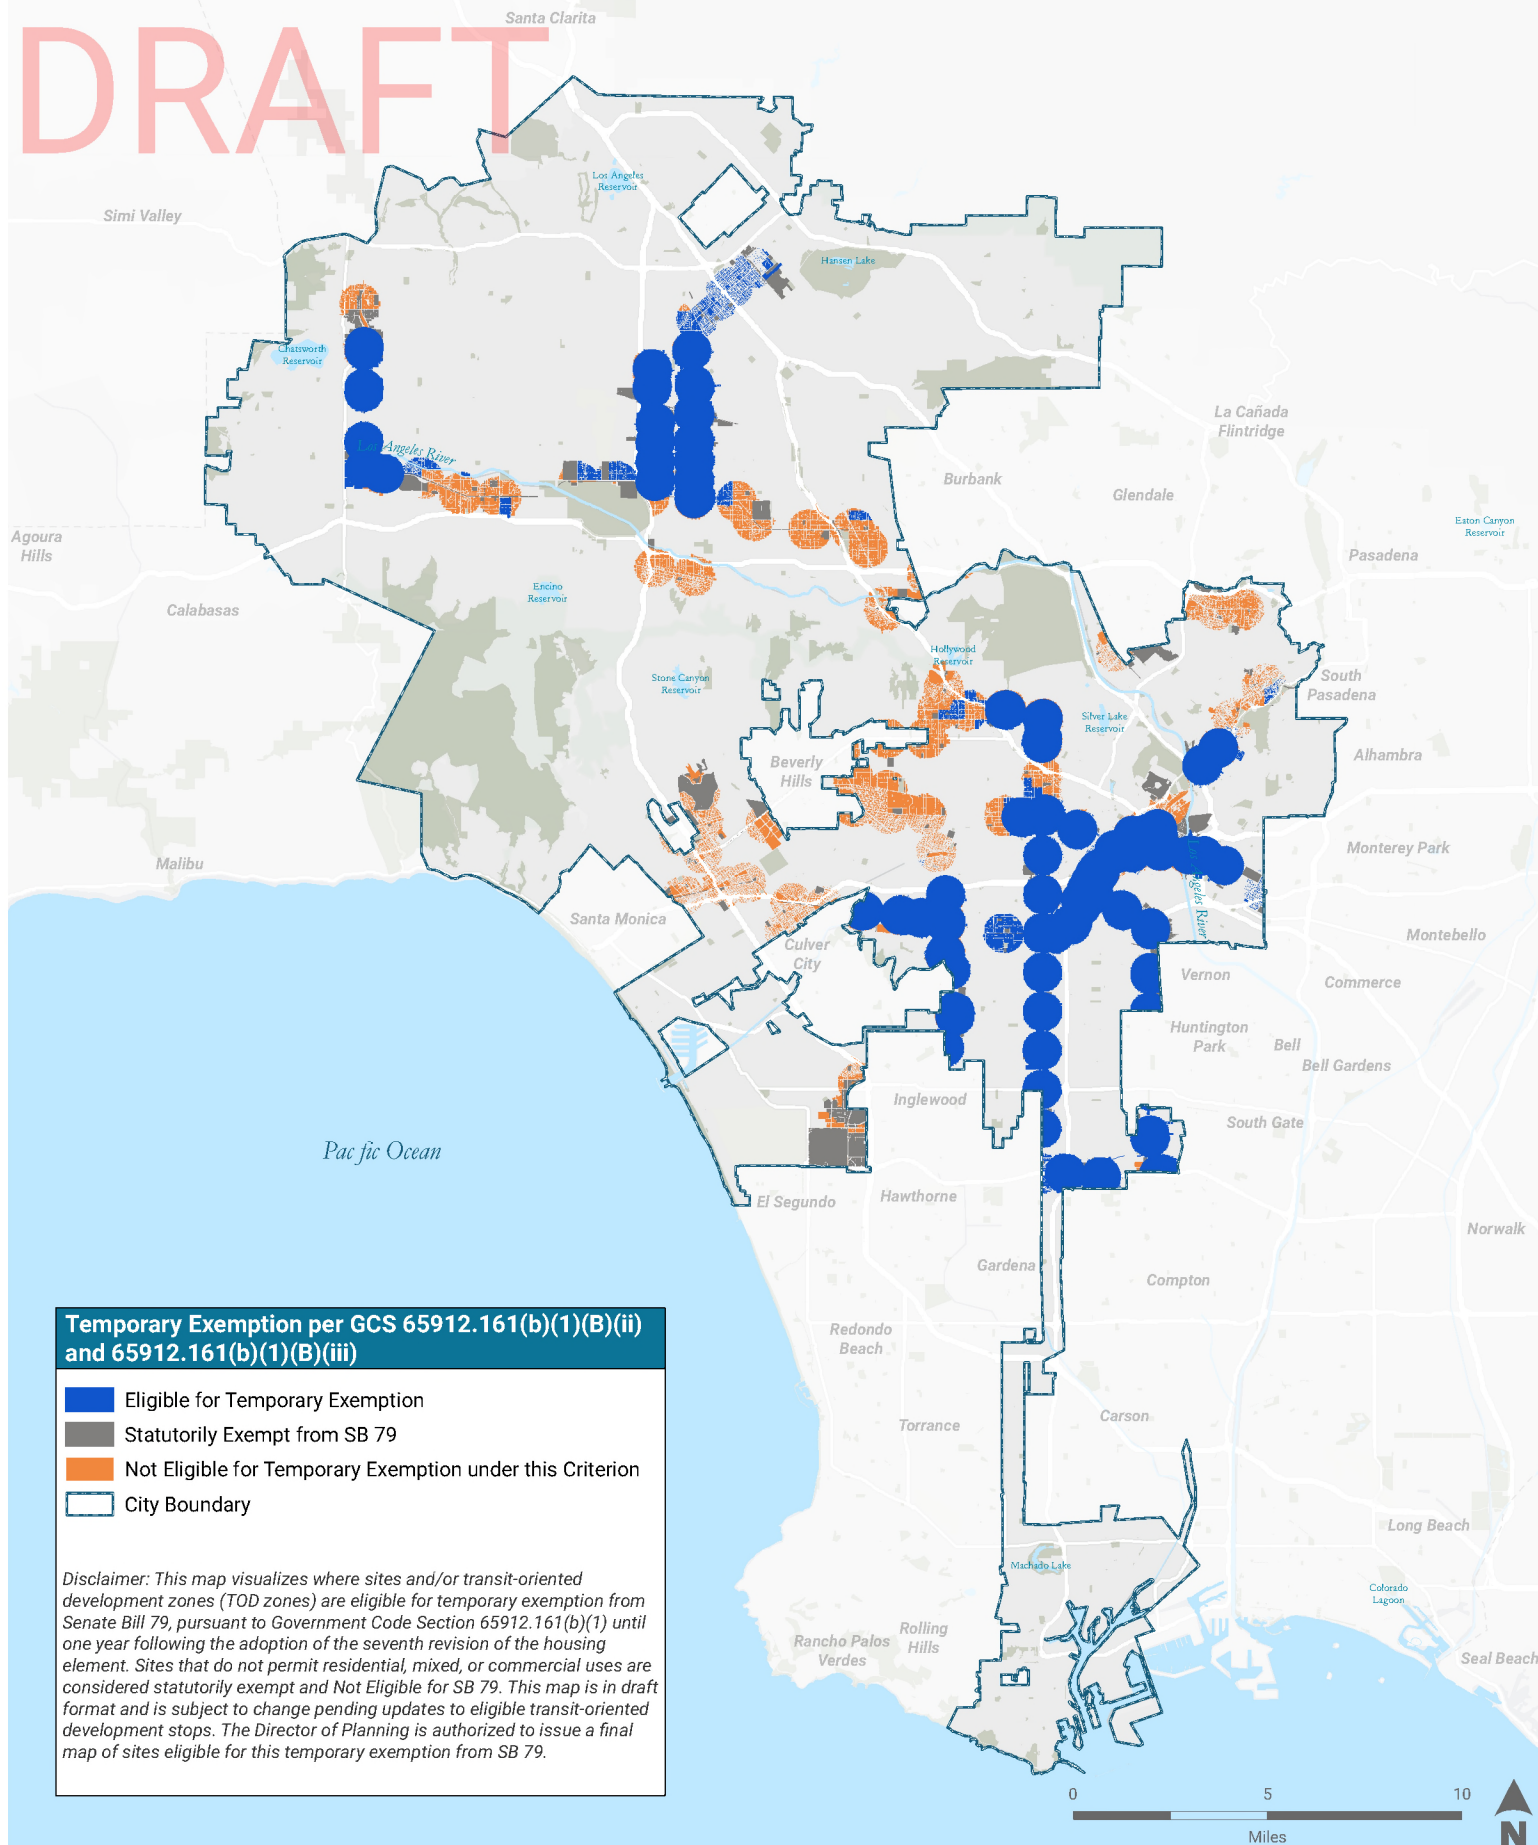 DRAFT
Santa Clarita
Los Angeles
Reservoir
Simi Valley
Hansen Lake
Chatsworth
Reservoir
La Cañada
Flintridge
Los Angeles River
Burbank
Glendale
Eaton Canyon
Reservoir
Agoura
Hills
Pasadena
Encino
Reservoir
Calabasas
Hollywood
Reservoir
Stone Canyon
Reservoir
South
Pasadena
Silver Lake
Reservoir
Alhambra
Beverly
Hills
Monterey Park
Malibu
Los Angeles River
Santa Monica
Culver
City
Montebello
Vernon
Commerce
Huntington
Park
Bell
Bell Gardens
Inglewood
South Gate
Pac fic Ocean
El Segundo
Hawthorne
Norwalk
Gardena
Compton
Redondo
Beach
Torrance
Carson
Long Beach
Machado Lake
Colorado
Lagoon
Rolling
Hills
Rancho Palos
Verdes
Seal Beach
Temporary Exemption per GCS 65912.161(b)(1)(B)(ii)
and 65912.161(b)(1)(B)(iii)
Eligible for Temporary Exemption
Statutorily Exempt from SB 79
Not Eligible for Temporary Exemption under this Criterion
City Boundary
Disclaimer: This map visualizes where sites and/or transit-oriented
development zones (TOD zones) are eligible for temporary exemption from
Senate Bill 79, pursuant to Government Code Section 65912.161(b)(1) until
one year following the adoption of the seventh revision of the housing
element. Sites that do not permit residential, mixed, or commercial uses are
considered statutorily exempt and Not Eligible for SB 79. This map is in draft
format and is subject to change pending updates to eligible transit-oriented
development stops. The Director of Planning is authorized to issue a final
map of sites eligible for this temporary exemption from SB 79.
0 5 10
Miles
N